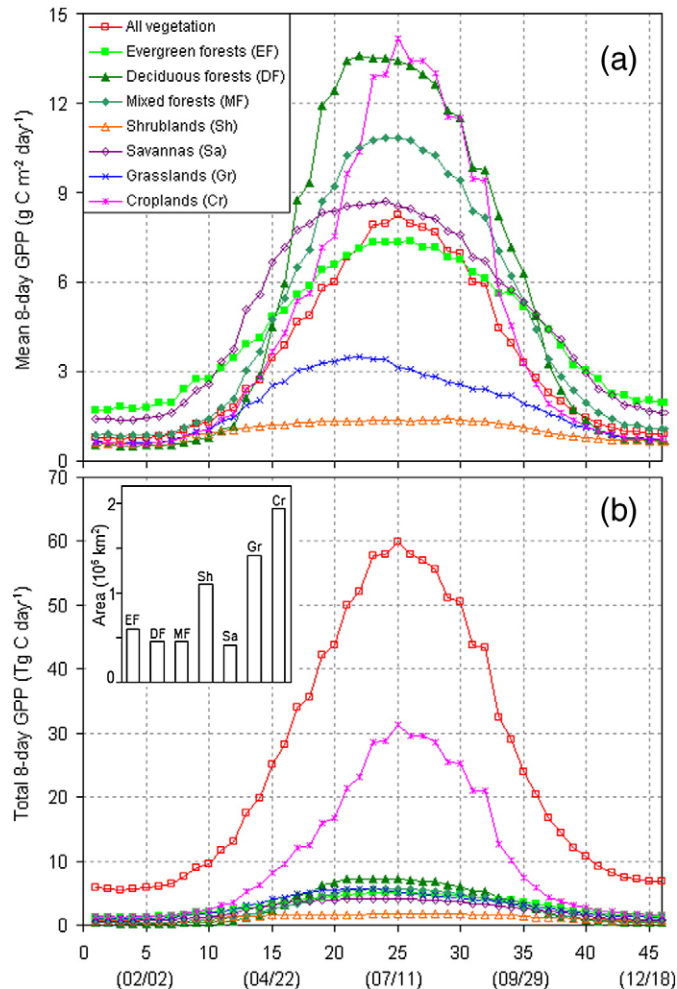 15
12
9
6
3
0
Mean 8-day GPP (g C m⁻² day⁻¹)
All vegetation
Evergreen forests (EF)
Deciduous forests (DF)
Mixed forests (MF)
Shrublands (Sh)
Savannas (Sa)
Grasslands (Gr)
Croplands (Cr)
(a)
70
60
50
40
30
20
10
0
Total 8-day GPP (Tg C day⁻¹)
2
1
0
Area (10⁶ km²)
EF
DF
MF
Sh
Sa
Gr
Cr
(b)
0 5 10 15 20 25 30 35 40 45
(02/02) (04/22) (07/11) (09/29) (12/18)